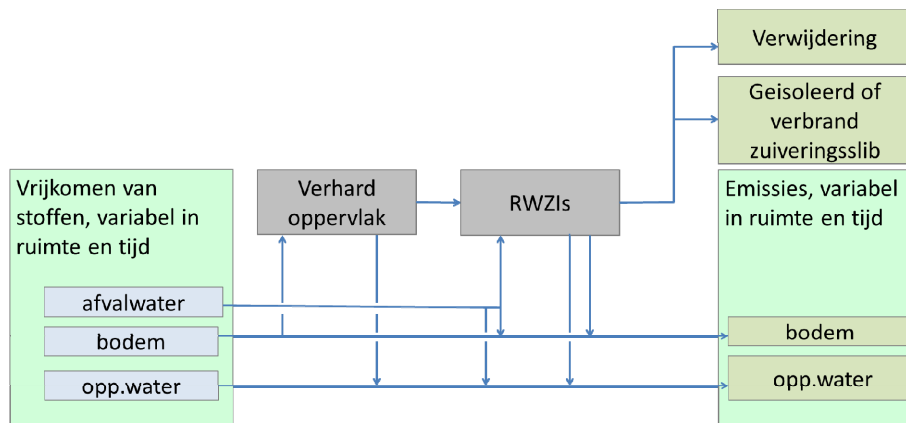 Verwijdering
Geisoleerd of
verbrand
zuiveringsslib
Vrijkomen van
stoffen, variabel in
ruimte en tijd
Verhard
oppervlak
RWZIs
Emissies, variabel
in ruimte en tijd
afvalwater
bodem
opp.water
bodem
opp.water